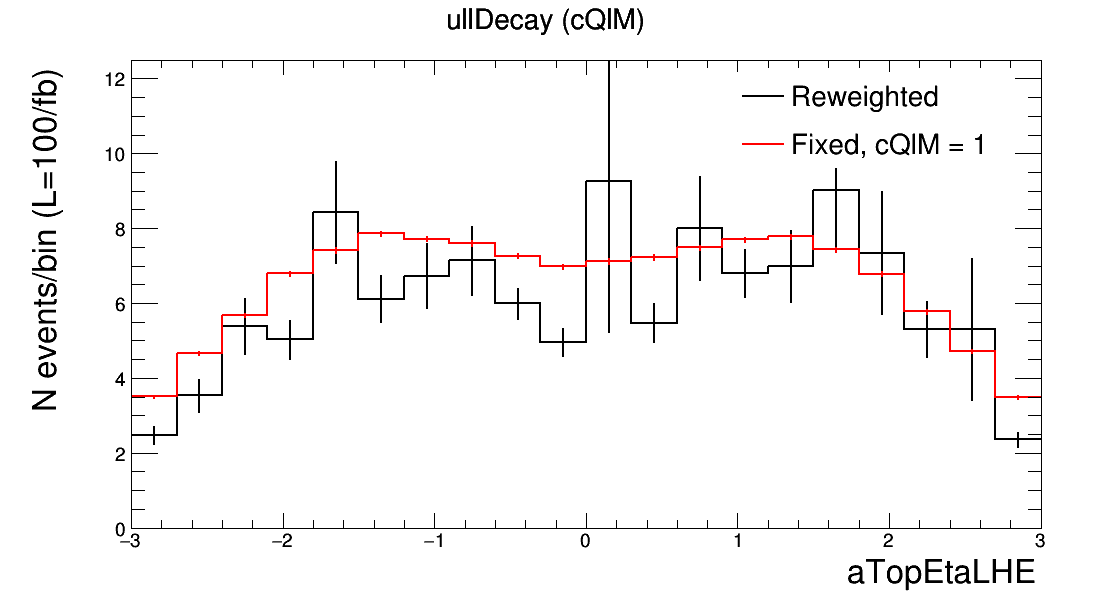 ullDecay (cQlM)
N events/bin (L=100/fb)
12
10
8
6
4
2
0
Reweighted
Fixed, cQlM = 1
−3 −2 −1 0 1 2 3
aTopEtaLHE